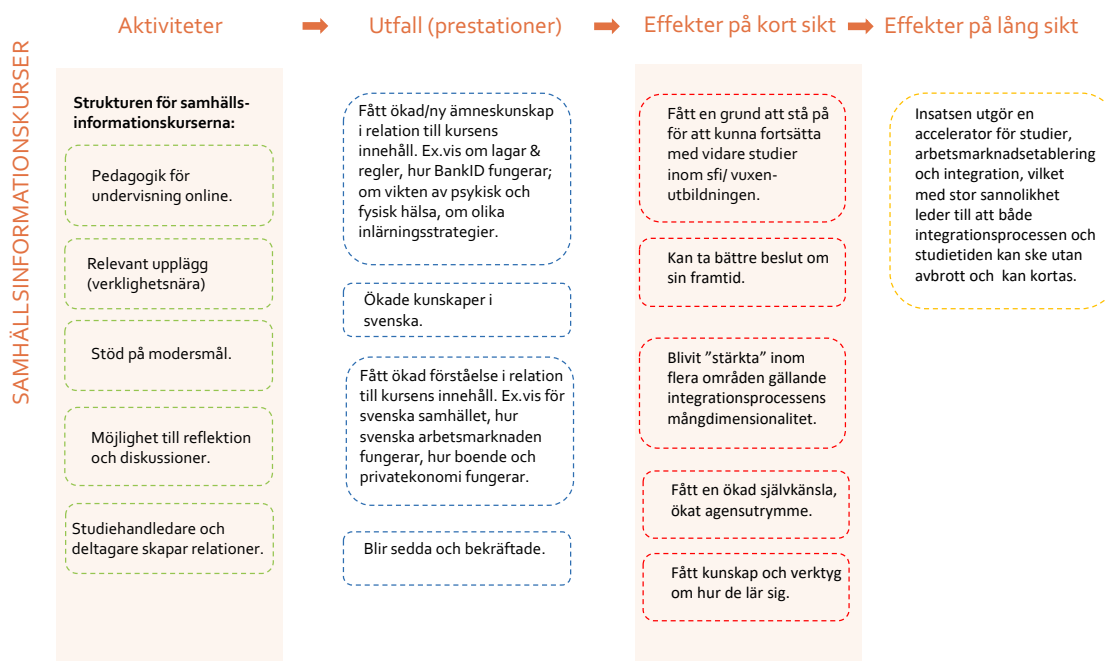 Aktiviteter
Utfall (prestationer)
Effekter på kort sikt
Effekter på lång sikt
SAMHÄLLSINFORMATIONSKURSER
Strukturen för samhälls-
informationskurserna:
Pedagogik för
undervisning online.
Relevant upplägg
(verklighetsnära)
Stöd på modersmål.
Möjlighet till reflektion
och diskussioner.
Studiehandledare och
deltagare skapar relationer.
Fått ökad/ny ämneskunskap
i relation till kursens
innehåll. Ex.vis om lagar &
regler, hur BankID fungerar;
om vikten av psykisk och
fysisk hälsa, om olika
inlärningsstrategier.
Ökade kunskaper i
svenska.
Fått ökad förståelse i relation
till kursens innehåll. Ex.vis för
svenska samhället, hur
svenska arbetsmarknaden
fungerar, hur boende och
privatekonomi fungerar.
Blir sedda och bekräftade.
Fått en grund att stå på
för att kunna fortsätta
med vidare studier
inom sfi/ vuxen-
utbildningen.
Kan ta bättre beslut om
sin framtid.
Blivit ”stärkta” inom
flera områden gällande
integrationsprocessens
mångdimensionalitet.
Fått en ökad självkänsla,
ökat agensutrymme.
Fått kunskap och verktyg
om hur de lär sig.
Insatsen utgör en
accelerator för studier,
arbetsmarknadsetablering
och integration, vilket
med stor sannolikhet
leder till att både
integrationsprocessen och
studietiden kan ske utan
avbrott och kan kortas.